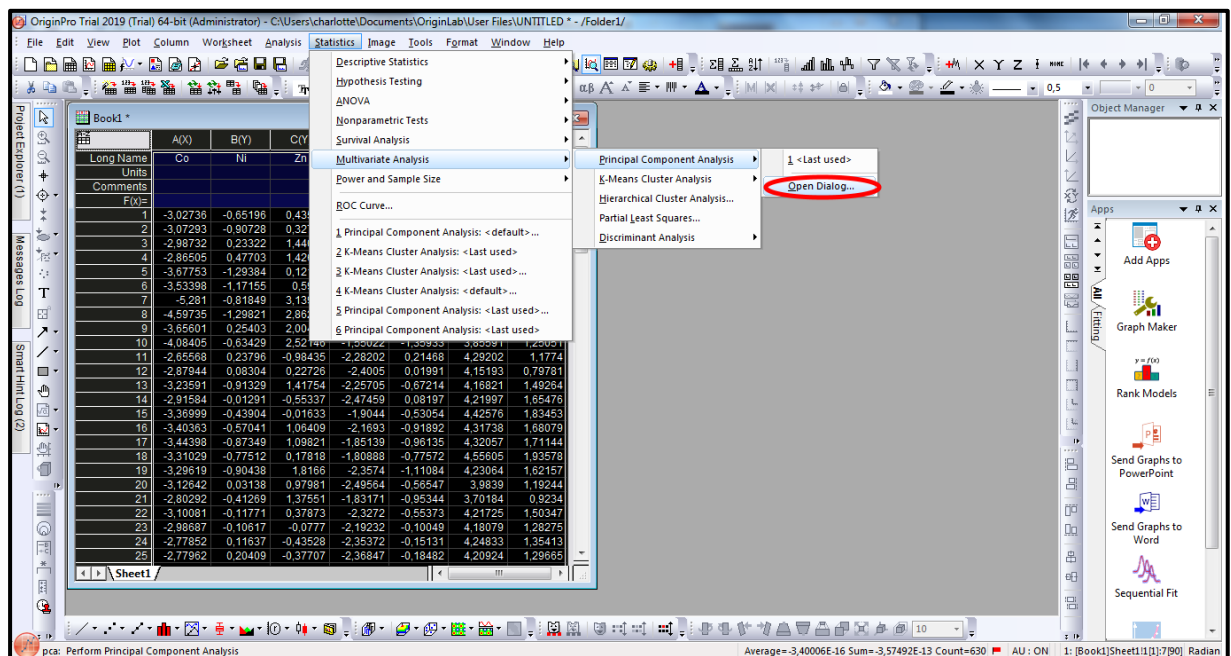 OriginPro Trial 2019 (Trial) 64-bit (Administrator) - C:\Users\charlotte\Documents\OriginLab\User Files\UNTITLED * - /Folder1/
File Edit View Plot Column Worksheet Analysis Statistics Image Tools Format Window Help
Descriptive Statistics
Hypothesis Testing
ANOVA
Nonparametric Tests
Survival Analysis
Multivariate Analysis
Power and Sample Size
ROC Curve...
1 Principal Component Analysis: <default>...
2 K-Means Cluster Analysis: <Last used>
3 K-Means Cluster Analysis: <Last used>...
4 K-Means Cluster Analysis: <default>...
5 Principal Component Analysis: <Last used>...
6 Principal Component Analysis: <Last used>
Principal Component Analysis
K-Means Cluster Analysis
Hierarchical Cluster Analysis...
Partial Least Squares...
Discriminant Analysis
1 <Last used>
Open Dialog...
X Y Z
0,5
0
Project Explorer (1)
Messages Log
Smart Hint Log (2)
Book1 *
A(X) B(Y)
Long Name Co Ni Zn
Units
Comments
F(x)=
1 -3,02736 -0,65196
2 -3,07293 -0,90728
3 -2,98732 0,23322
4 -2,86505 0,47703
5 -3,67753 -1,29384
6 -3,53398 -1,17155
7 -5,281 -0,81849
8 -4,59735 -1,29821
9 -3,65601 0,25403
10 -4,08405 -0,63429 2,52146 -1,55022 -1,35933 3,85591 1,25051
11 -2,65568 0,23796 -0,98435 -2,28202 0,21468 4,29202 1,1774
12 -2,87944 0,08304 0,22726 -2,4005 0,01991 4,15193 0,79781
13 -3,23591 -0,91329 1,41754 -2,25705 -0,67214 4,16821 1,49264
14 -2,91584 -0,01291 -0,55337 -2,47459 0,08197 4,21997 1,65476
15 -3,36999 -0,43904 -0,01633 -1,9044 -0,53054 4,42576 1,83453
16 -3,40363 -0,57041 1,06409 -2,1693 -0,91892 4,31738 1,68079
17 -3,44398 -0,87349 1,09821 -1,85139 -0,96135 4,32057 1,71144
18 -3,31029 -0,77512 0,17818 -1,80888 -0,77572 4,55605 1,93578
19 -3,29619 -0,90438 1,8166 -2,3574 -1,11084 4,23064 1,62157
20 -3,12642 0,03138 0,97981 -2,49564 -0,56547 3,9839 1,19244
21 -2,80292 -0,41269 1,37551 -1,83171 -0,95344 3,70184 0,9234
22 -3,10081 -0,11771 0,37873 -2,3272 -0,55373 4,21725 1,50347
23 -2,98687 -0,10617 -0,0777 -2,19232 -0,10049 4,18079 1,28275
24 -2,77852 0,11637 -0,43528 -2,35372 -0,15131 4,24833 1,35413
25 -2,77962 0,20409 -0,37707 -2,36847 -0,18482 4,20924 1,29665
Sheet1
Object Manager
Apps
All
Fitting
Add Apps
Graph Maker
y = f(x)
Rank Models
Send Graphs to
PowerPoint
Send Graphs to
Word
Sequential Fit
10
pca: Perform Principal Component Analysis
Average=-3,40006E-16 Sum=-3,57492E-13 Count=630 AU : ON 1: [Book1]Sheet1!1[1]:7[90] Radian